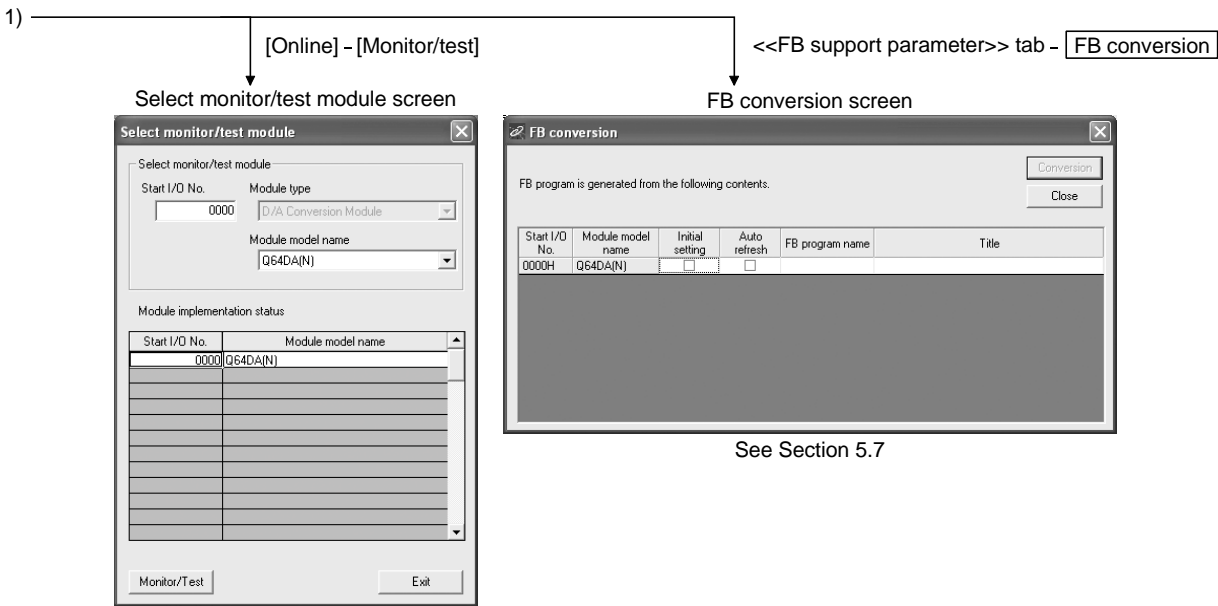 1)
[Online] - [Monitor/test]
<<FB support parameter>> tab - FB conversion
Select monitor/test module screen
Select monitor/test module
Select monitor/test module
Start I/O No.
Module type
0000
D/A Conversion Module
Module model name
Q64DA(N)
Module implementation status
Start I/O No.
Module model name
0000
Q64DA(N)
Monitor/Test
Exit
FB conversion screen
FB conversion
Conversion
FB program is generated from the following contents.
Close
Start I/O No.
Module model name
Initial setting
Auto refresh
FB program name
Title
0000H
Q64DA(N)
See Section 5.7